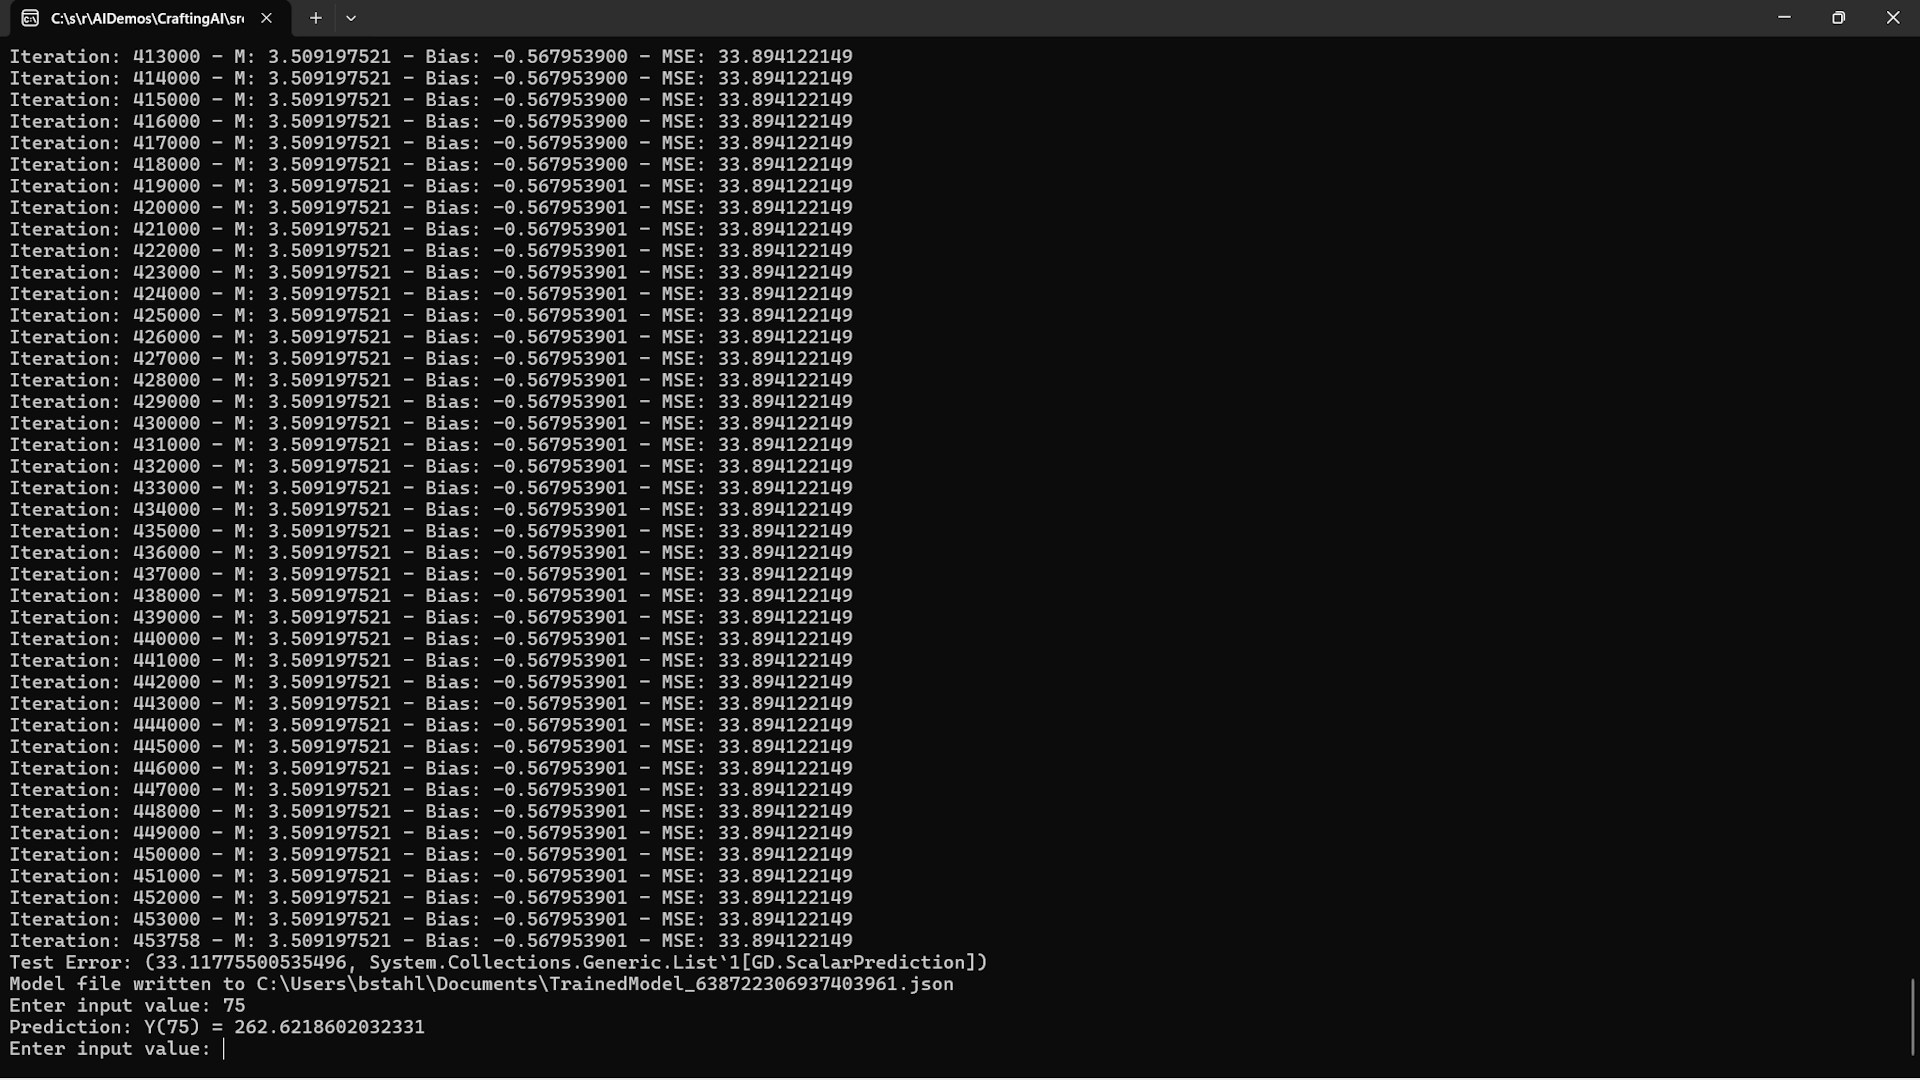 C:\s\r\AIDemos\CraftingAI\sr
Iteration: 413000 - M: 3.509197521 - Bias: -0.567953900 - MSE: 33.894122149
Iteration: 414000 - M: 3.509197521 - Bias: -0.567953900 - MSE: 33.894122149
Iteration: 415000 - M: 3.509197521 - Bias: -0.567953900 - MSE: 33.894122149
Iteration: 416000 - M: 3.509197521 - Bias: -0.567953900 - MSE: 33.894122149
Iteration: 417000 - M: 3.509197521 - Bias: -0.567953900 - MSE: 33.894122149
Iteration: 418000 - M: 3.509197521 - Bias: -0.567953900 - MSE: 33.894122149
Iteration: 419000 - M: 3.509197521 - Bias: -0.567953901 - MSE: 33.894122149
Iteration: 420000 - M: 3.509197521 - Bias: -0.567953901 - MSE: 33.894122149
Iteration: 421000 - M: 3.509197521 - Bias: -0.567953901 - MSE: 33.894122149
Iteration: 422000 - M: 3.509197521 - Bias: -0.567953901 - MSE: 33.894122149
Iteration: 423000 - M: 3.509197521 - Bias: -0.567953901 - MSE: 33.894122149
Iteration: 424000 - M: 3.509197521 - Bias: -0.567953901 - MSE: 33.894122149
Iteration: 425000 - M: 3.509197521 - Bias: -0.567953901 - MSE: 33.894122149
Iteration: 426000 - M: 3.509197521 - Bias: -0.567953901 - MSE: 33.894122149
Iteration: 427000 - M: 3.509197521 - Bias: -0.567953901 - MSE: 33.894122149
Iteration: 428000 - M: 3.509197521 - Bias: -0.567953901 - MSE: 33.894122149
Iteration: 429000 - M: 3.509197521 - Bias: -0.567953901 - MSE: 33.894122149
Iteration: 430000 - M: 3.509197521 - Bias: -0.567953901 - MSE: 33.894122149
Iteration: 431000 - M: 3.509197521 - Bias: -0.567953901 - MSE: 33.894122149
Iteration: 432000 - M: 3.509197521 - Bias: -0.567953901 - MSE: 33.894122149
Iteration: 433000 - M: 3.509197521 - Bias: -0.567953901 - MSE: 33.894122149
Iteration: 434000 - M: 3.509197521 - Bias: -0.567953901 - MSE: 33.894122149
Iteration: 435000 - M: 3.509197521 - Bias: -0.567953901 - MSE: 33.894122149
Iteration: 436000 - M: 3.509197521 - Bias: -0.567953901 - MSE: 33.894122149
Iteration: 437000 - M: 3.509197521 - Bias: -0.567953901 - MSE: 33.894122149
Iteration: 438000 - M: 3.509197521 - Bias: -0.567953901 - MSE: 33.894122149
Iteration: 439000 - M: 3.509197521 - Bias: -0.567953901 - MSE: 33.894122149
Iteration: 440000 - M: 3.509197521 - Bias: -0.567953901 - MSE: 33.894122149
Iteration: 441000 - M: 3.509197521 - Bias: -0.567953901 - MSE: 33.894122149
Iteration: 442000 - M: 3.509197521 - Bias: -0.567953901 - MSE: 33.894122149
Iteration: 443000 - M: 3.509197521 - Bias: -0.567953901 - MSE: 33.894122149
Iteration: 444000 - M: 3.509197521 - Bias: -0.567953901 - MSE: 33.894122149
Iteration: 445000 - M: 3.509197521 - Bias: -0.567953901 - MSE: 33.894122149
Iteration: 446000 - M: 3.509197521 - Bias: -0.567953901 - MSE: 33.894122149
Iteration: 447000 - M: 3.509197521 - Bias: -0.567953901 - MSE: 33.894122149
Iteration: 448000 - M: 3.509197521 - Bias: -0.567953901 - MSE: 33.894122149
Iteration: 449000 - M: 3.509197521 - Bias: -0.567953901 - MSE: 33.894122149
Iteration: 450000 - M: 3.509197521 - Bias: -0.567953901 - MSE: 33.894122149
Iteration: 451000 - M: 3.509197521 - Bias: -0.567953901 - MSE: 33.894122149
Iteration: 452000 - M: 3.509197521 - Bias: -0.567953901 - MSE: 33.894122149
Iteration: 453000 - M: 3.509197521 - Bias: -0.567953901 - MSE: 33.894122149
Iteration: 453758 - M: 3.509197521 - Bias: -0.567953901 - MSE: 33.894122149
Test Error: (33.11775500535496, System.Collections.Generic.List`1[GD.ScalarPrediction])
Model file written to C:\Users\bstahl\Documents\TrainedModel_638722306937403961.json
Enter input value: 75
Prediction: Y(75) = 262.6218602032331
Enter input value: